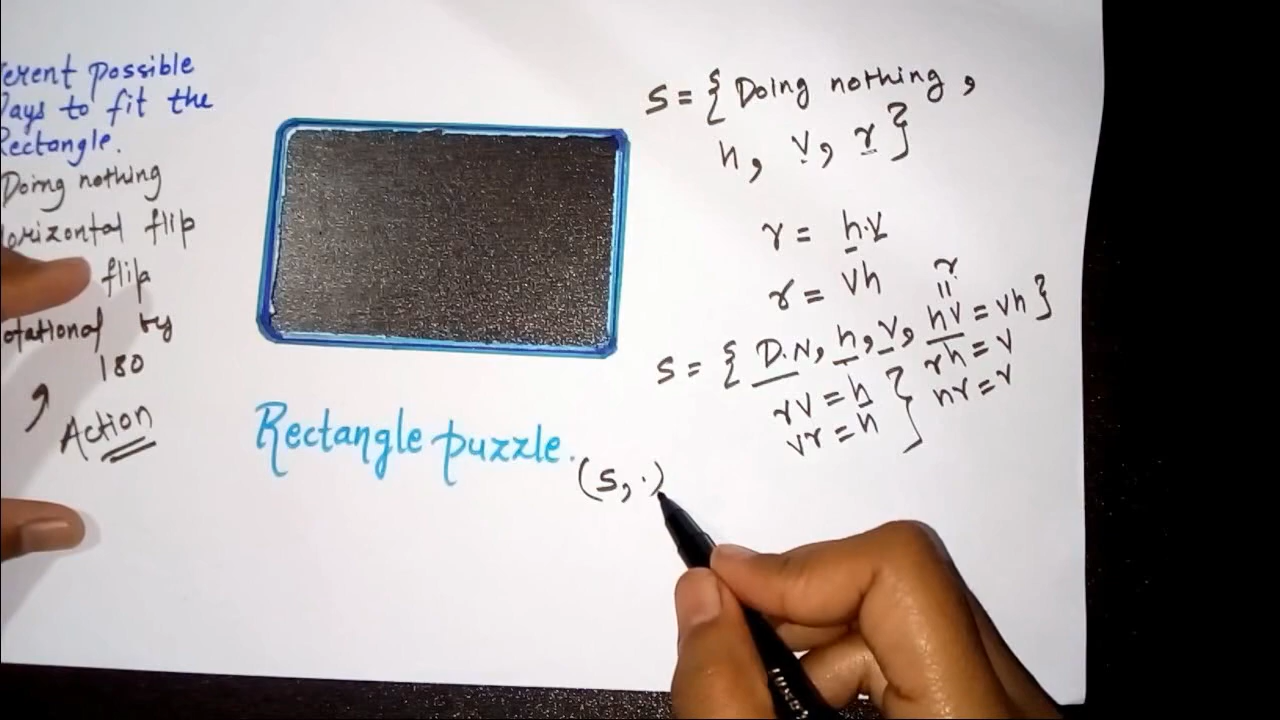 erent possible
ays to fit the
Rectangle.
Doing nothing
orizontal flip
flip
otational by
180
Action
Rectangle puzzle.
S = { Doing nothing ,
h, v, r }
r = h.v
r = vh
r
=
S = { D.N, h, v, hv = vh }
rv = h } rh = v
vr = h hr = v
(S, .)